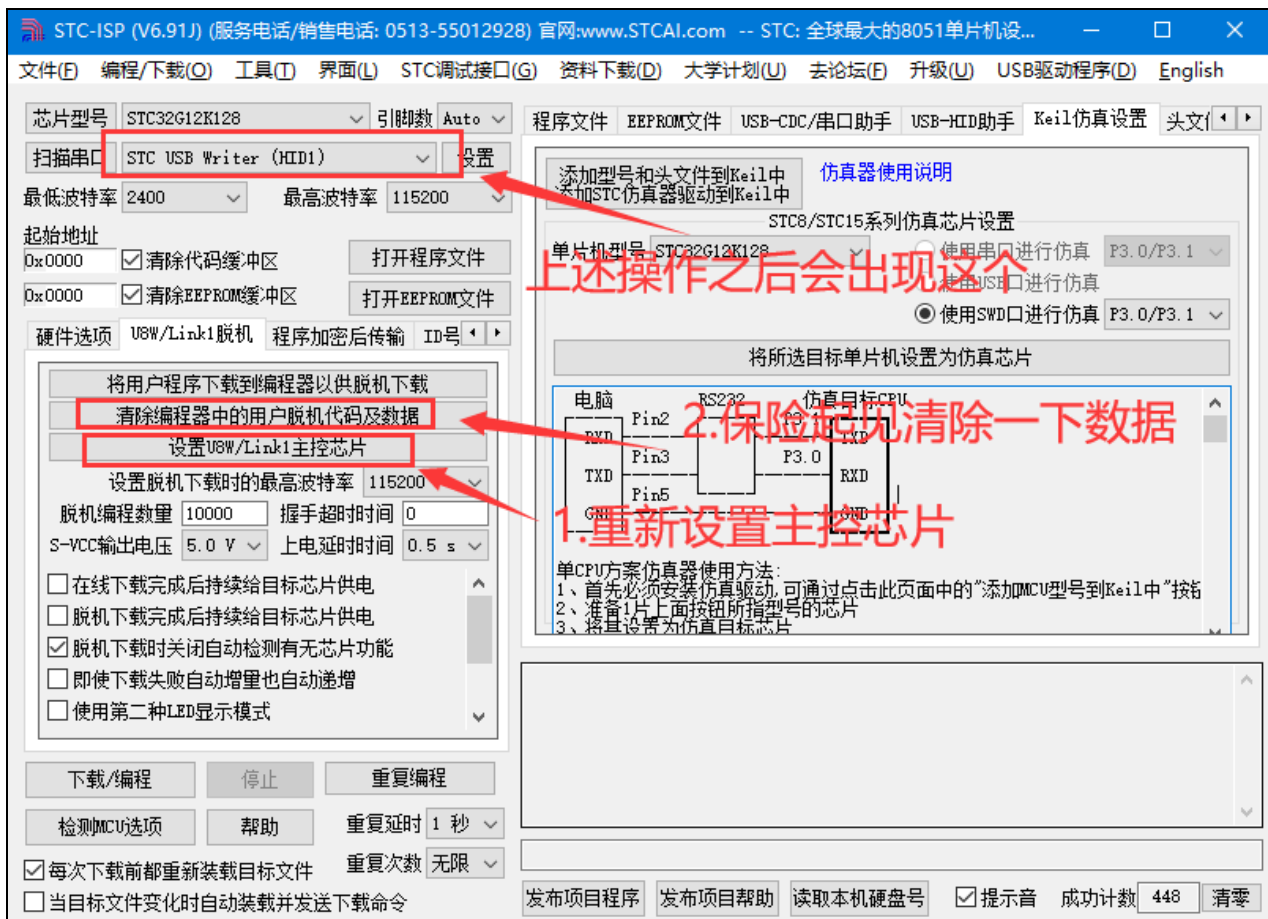 STC-ISP (V6.91J) (服务电话/销售电话: 0513-55012928) 官网:www.STCAI.com -- STC: 全球最大的8051单片机设...
文件(F) 编程/下载(O) 工具(T) 界面(L) STC调试接口(G) 资料下载(D) 大学计划(U) 去论坛(F) 升级(U) USB驱动程序(D) English
芯片型号 STC32G12K128 引脚数 Auto
扫描串口 STC USB Writer (HID1) 设置
最低波特率 2400 最高波特率 115200
起始地址
0x0000 清除代码缓冲区 打开程序文件
0x0000 清除EEPROM缓冲区 打开EEPROM文件
硬件选项 U8W/Link1脱机 程序加密后传输 ID号
将用户程序下载到编程器以供脱机下载
清除编程器中的用户脱机代码及数据
设置U8W/Link1主控芯片
设置脱机下载时的最高波特率 115200
脱机编程数量 10000 握手超时时间 0
S-VCC输出电压 5.0 V 上电延时时间 0.5 s
在线下载完成后持续给目标芯片供电
脱机下载完成后持续给目标芯片供电
脱机下载时关闭自动检测有无芯片功能
即使下载失败自动增量也自动递增
使用第二种LED显示模式
下载/编程 停止 重复编程
检测MCU选项 帮助 重复延时 1 秒
每次下载前都重新装载目标文件 重复次数 无限
当目标文件变化时自动装载并发送下载命令
程序文件 EEPROM文件 USB-CDC/串口助手 USB-HID助手 Keil仿真设置 头文件
添加型号和头文件到Keil中
添加STC仿真器驱动到Keil中
仿真器使用说明
STC8/STC15系列仿真芯片设置
单片机型号 STC32G12K128 使用串口进行仿真 P3.0/P3.1
上述操作之后会出现这个
使用USB口进行仿真
使用SWD口进行仿真 P3.0/P3.1
将所选目标单片机设置为仿真芯片
电脑 RS232 仿真目标CPU
RXD Pin2 P3.1 TXD
2.保险起见清除一下数据
TXD Pin3 P3.0 RXD
GND Pin5 GND
1.重新设置主控芯片
单CPU方案仿真器使用方法:
1、首先必须安装仿真驱动,可通过点击此页面中的"添加MCU型号到Keil中"按钮
2、准备1片上面按钮所指型号的芯片
3、将其设置为仿真目标芯片
发布项目程序 发布项目帮助 读取本机硬盘号 提示音 成功计数 448 清零